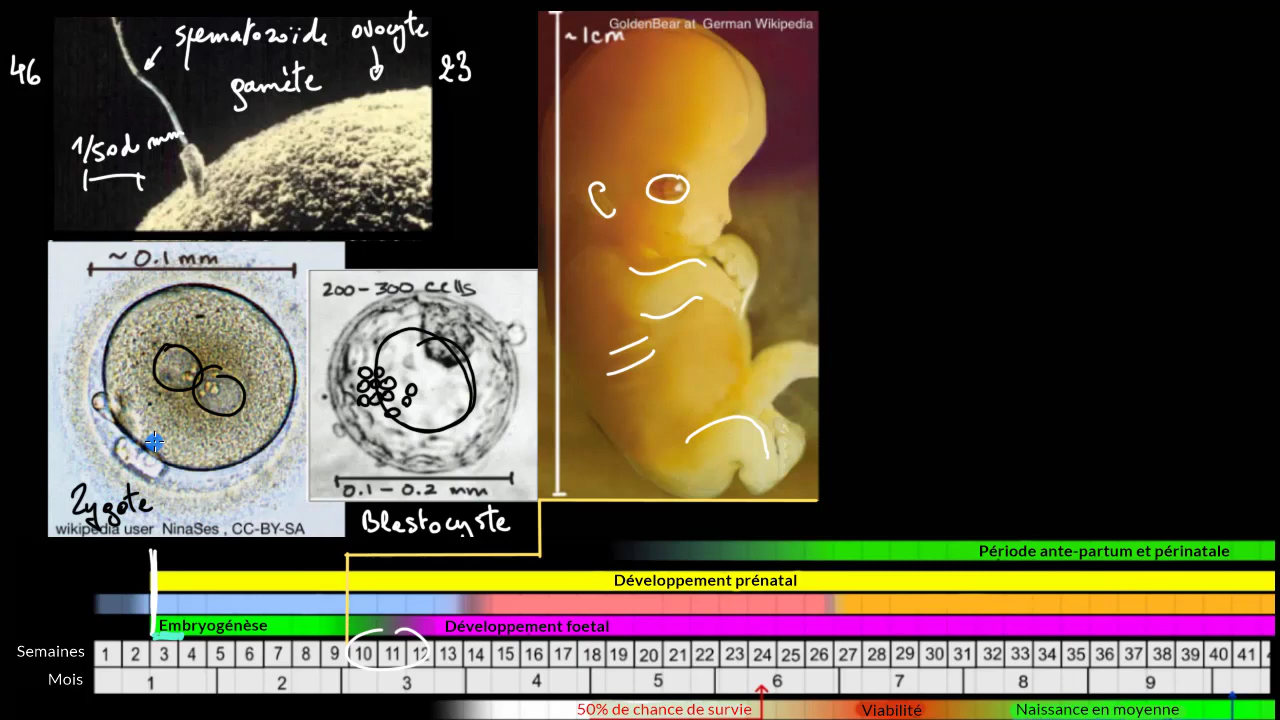 46
spematozoïde ovocyte
gamète
23
~ 0.1 mm
Zygote
wikipedia user NinaSes , CC-BY-SA
200-300 cells
0.1 - 0.2 mm
Blastocyste
GoldenBear at German Wikipedia
~ 1cm
Période ante-partum et périnatale
Développement prénatal
Embryogénèse Développement foetal
Semaines 1 2 3 4 5 6 7 8 9 10 11 12 13 14 15 16 17 18 19 20 21 22 23 24 25 26 27 28 29 30 31 32 33 34 35 36 37 38 39 40 41
Mois 1 2 3 4 5 6 7 8 9
50% de chance de survie Viabilité Naissance en moyenne